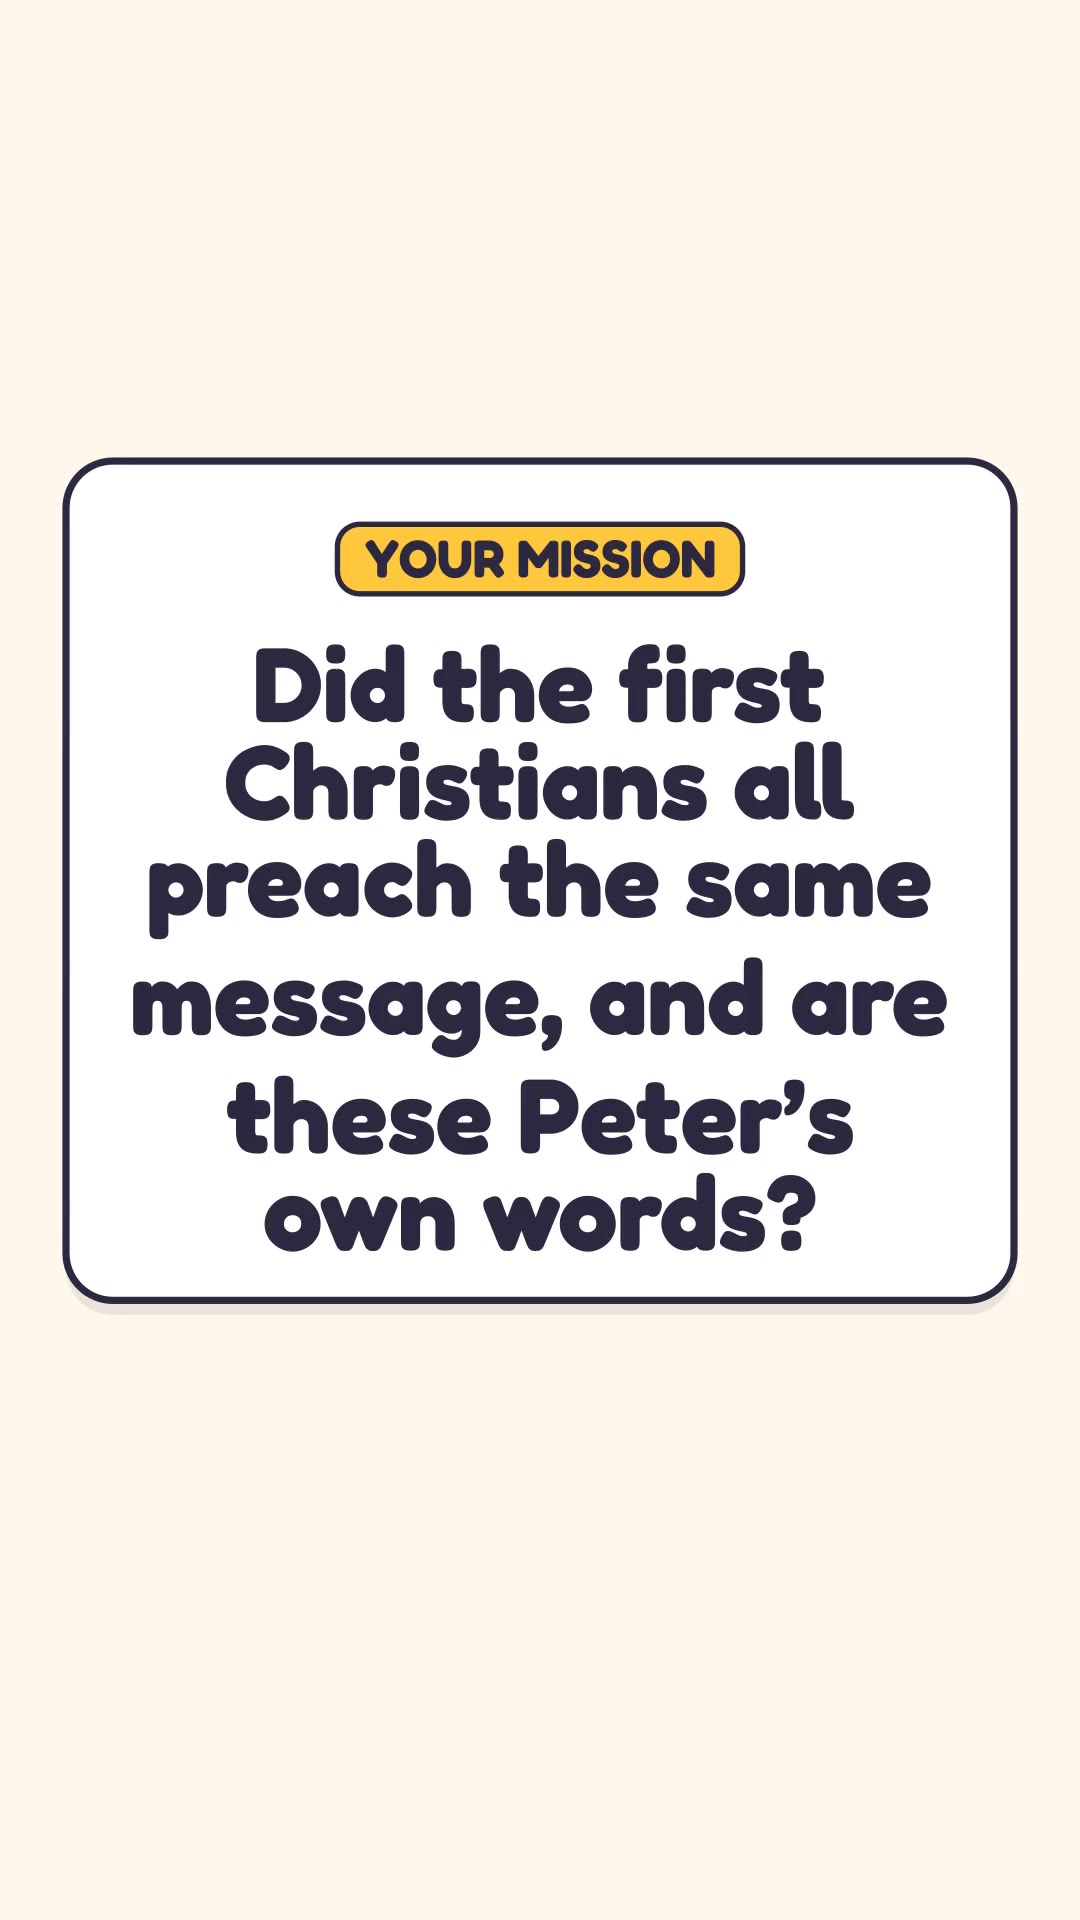 YOUR MISSION
Did the first
Christians all
preach the same
message, and are
these Peter’s
own words?